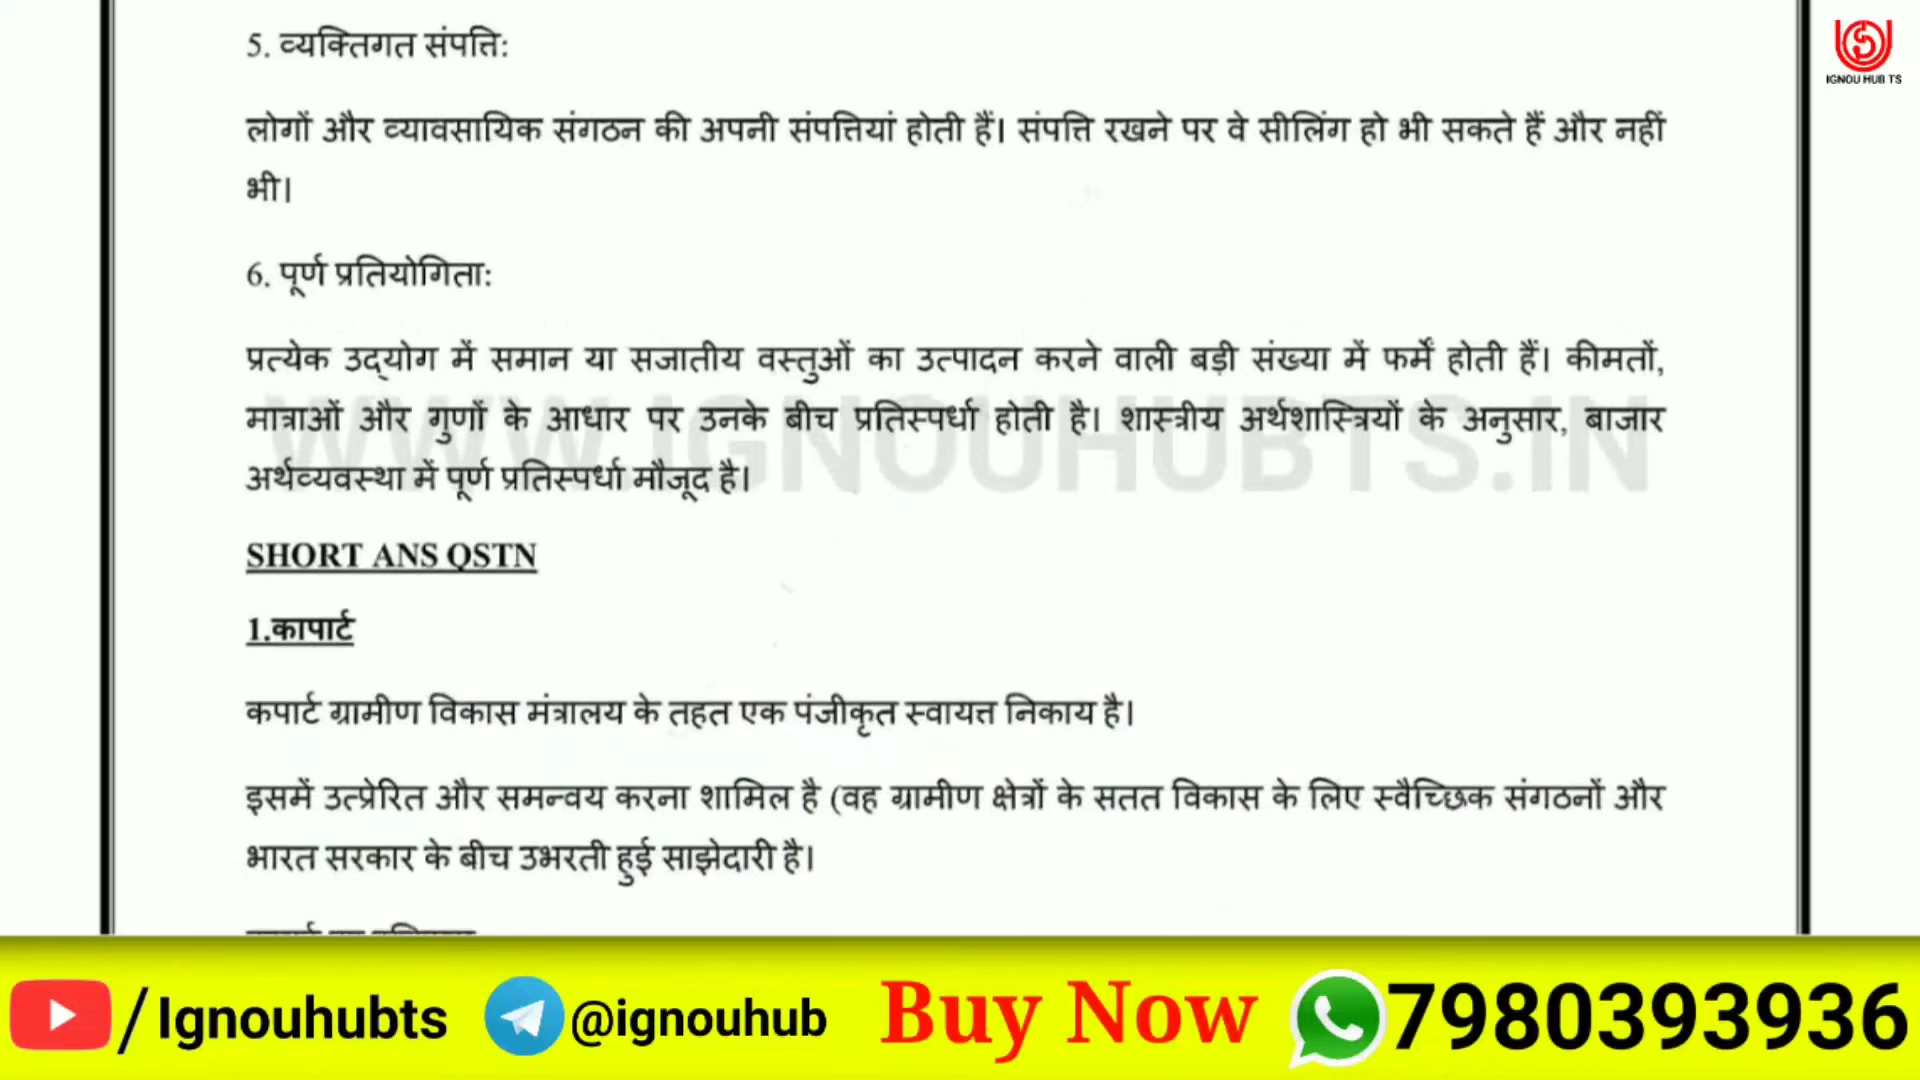 5. व्यक्तिगत संपत्ति:
IGNOU HUB TS
लोगों और व्यावसायिक संगठन की अपनी संपत्तियां होती हैं। संपत्ति रखने पर वे सीलिंग हो भी सकते हैं और नहीं
भी।
6. पूर्ण प्रतियोगिता:
प्रत्येक उद्योग में समान या सजातीय वस्तुओं का उत्पादन करने वाली बड़ी संख्या में फर्में होती हैं। कीमतों,
मात्राओं और गुणों के आधार पर उनके बीच प्रतिस्पर्धा होती है। शास्त्रीय अर्थशास्त्रियों के अनुसार, बाजार
WWW.IGNOUHUBTS.IN
अर्थव्यवस्था में पूर्ण प्रतिस्पर्धा मौजूद है।
SHORT ANS QSTN
1.कापार्ट
कपार्ट ग्रामीण विकास मंत्रालय के तहत एक पंजीकृत स्वायत्त निकाय है।
इसमें उत्प्रेरित और समन्वय करना शामिल है (वह ग्रामीण क्षेत्रों के सतत विकास के लिए स्वैच्छिक संगठनों और
भारत सरकार के बीच उभरती हुई साझेदारी है।
/Ignouhubts @ignouhub Buy Now 7980393936